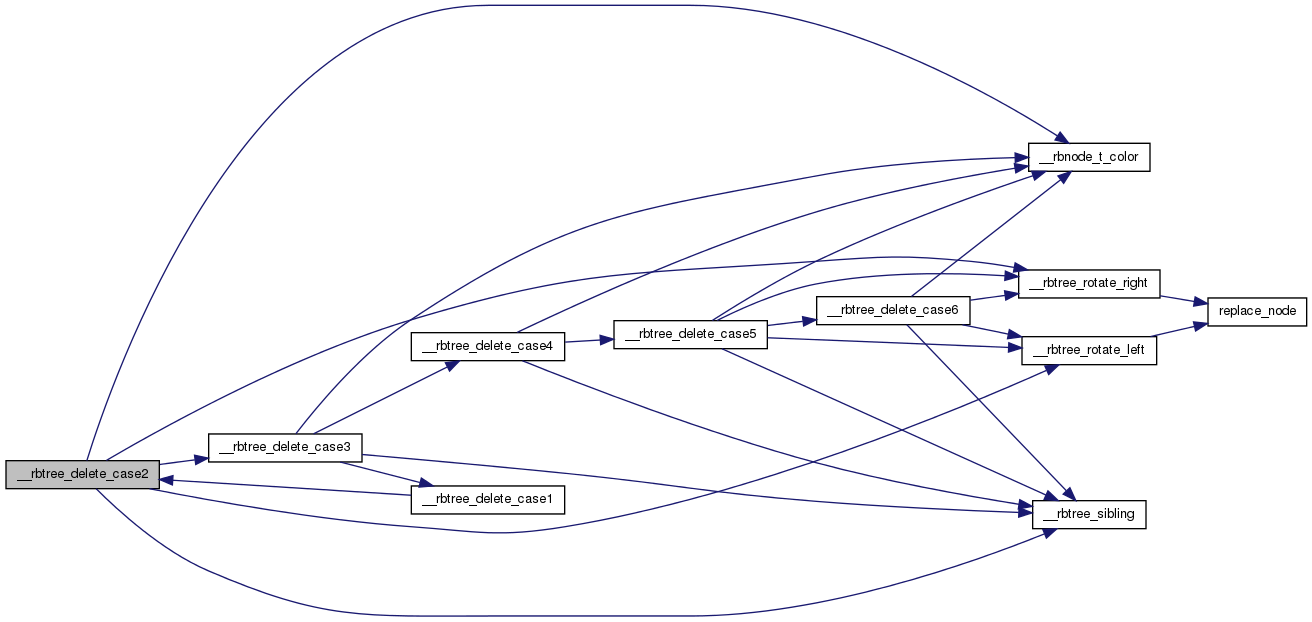 __rbnode_t_color
__rbtree_rotate_right
__rbtree_delete_case6
replace_node
__rbtree_delete_case5
__rbtree_delete_case4
__rbtree_rotate_left
__rbtree_delete_case3
__rbtree_delete_case2
__rbtree_delete_case1
__rbtree_sibling